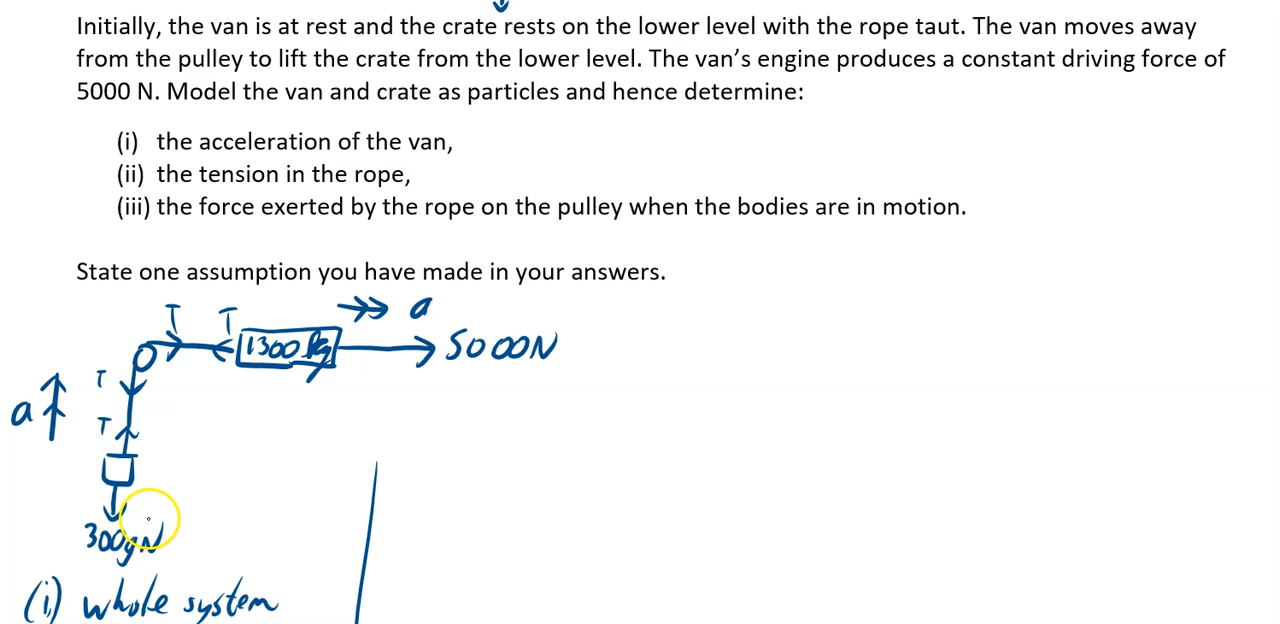 Initially, the van is at rest and the crate rests on the lower level with the rope taut. The van moves away
from the pulley to lift the crate from the lower level. The van's engine produces a constant driving force of
5000 N. Model the van and crate as particles and hence determine:
(i) the acceleration of the van,
(ii) the tension in the rope,
(iii) the force exerted by the rope on the pulley when the bodies are in motion.
State one assumption you have made in your answers.
T T a
1300 kg 5000N
T
a
T
300gN
(i) whole system